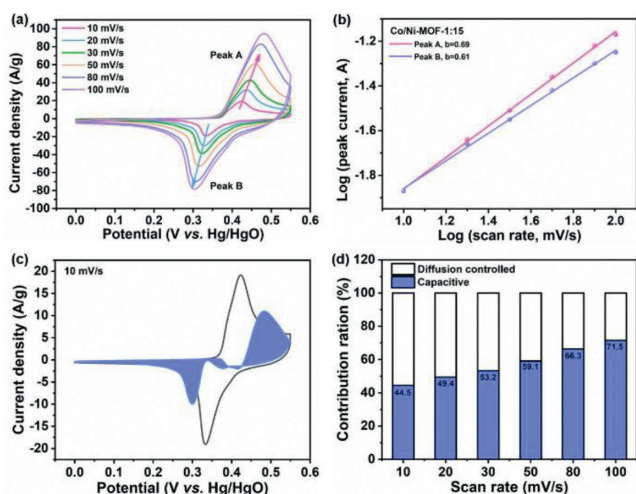 (a)
10 mV/s
20 mV/s
30 mV/s
50 mV/s
80 mV/s
100 mV/s
Peak A
Peak B
Current density (A/g)
100
80
60
40
20
0
-20
-40
-60
-80
-100
0.0 0.1 0.2 0.3 0.4 0.5 0.6
Potential (V vs. Hg/HgO)
(b)
Co/Ni-MOF-1:15
Peak A, b=0.69
Peak B, b=0.61
Log (peak current, A)
-1.2
-1.4
-1.6
-1.8
1.0 1.2 1.4 1.6 1.8 2.0
Log (scan rate, mV/s)
(c)
10 mV/s
Current density (A/g)
20
15
10
5
0
-5
-10
-15
-20
0.0 0.1 0.2 0.3 0.4 0.5 0.6
Potential (V vs. Hg/HgO)
(d)
Diffusion controlled
Capacitive
Contribution ration (%)
120
100
80
60
40
20
0
44.5 49.4 53.2 59.1 66.3 71.5
10 20 30 50 80 100
Scan rate (mV/s)